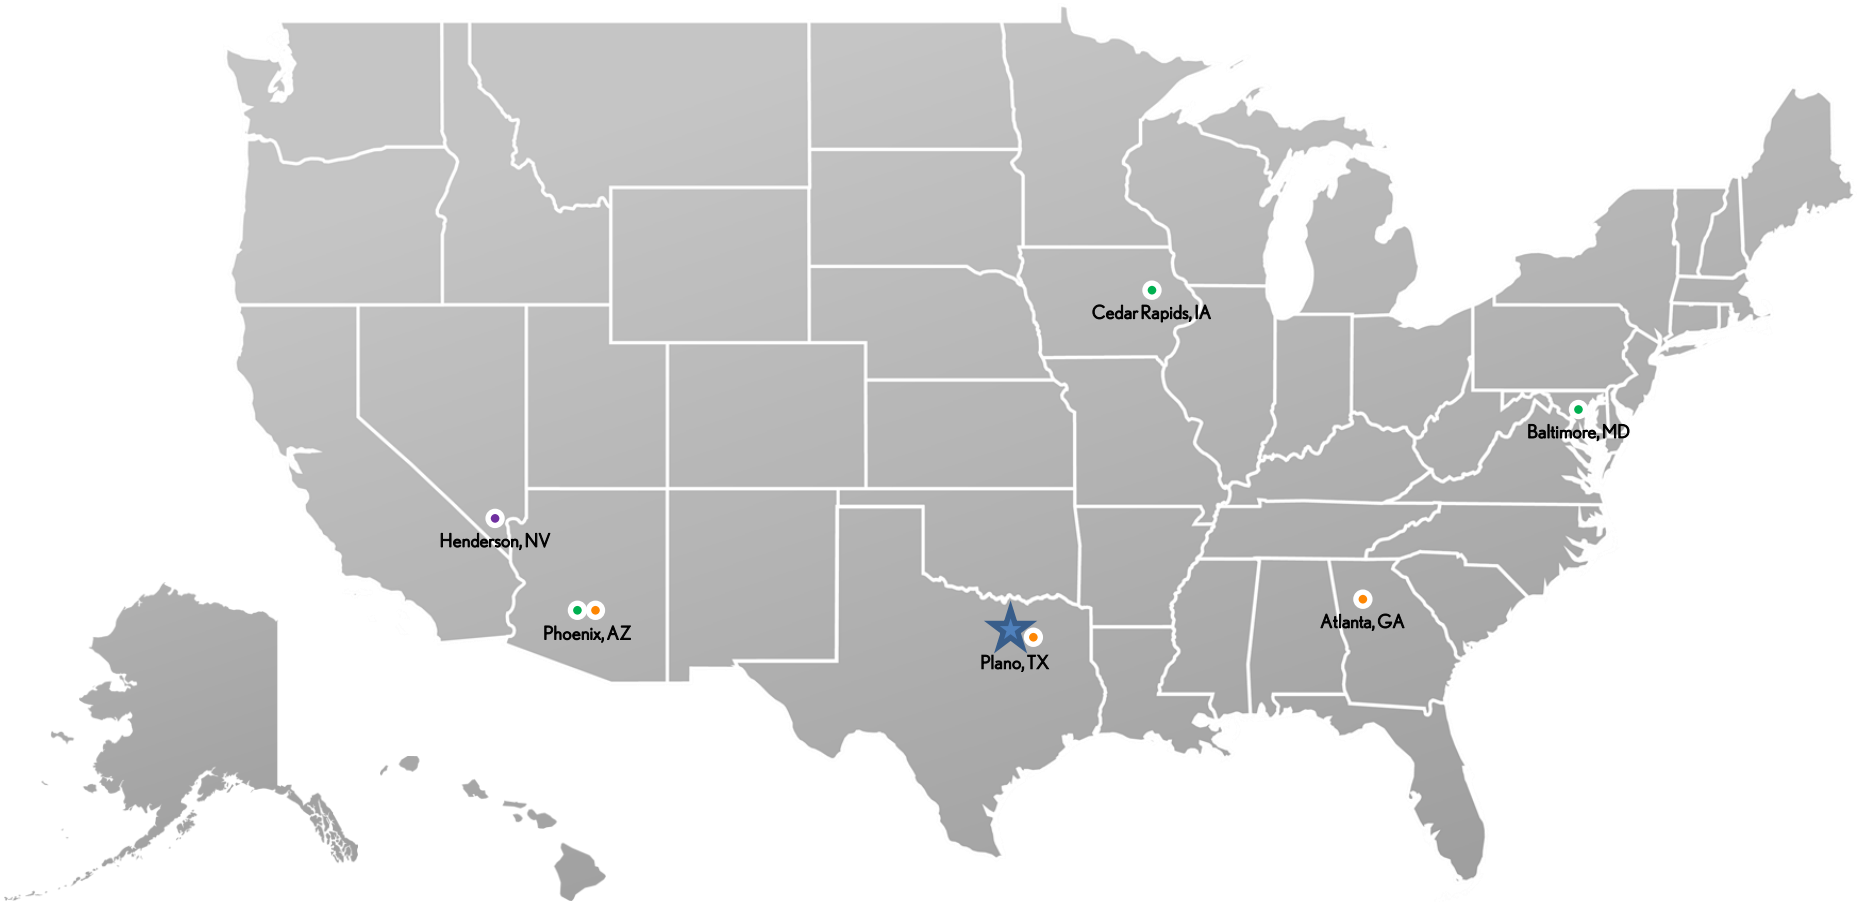 Cedar Rapids, IA
Baltimore, MD
Henderson, NV
Atlanta, GA
Phoenix, AZ
Plano, TX